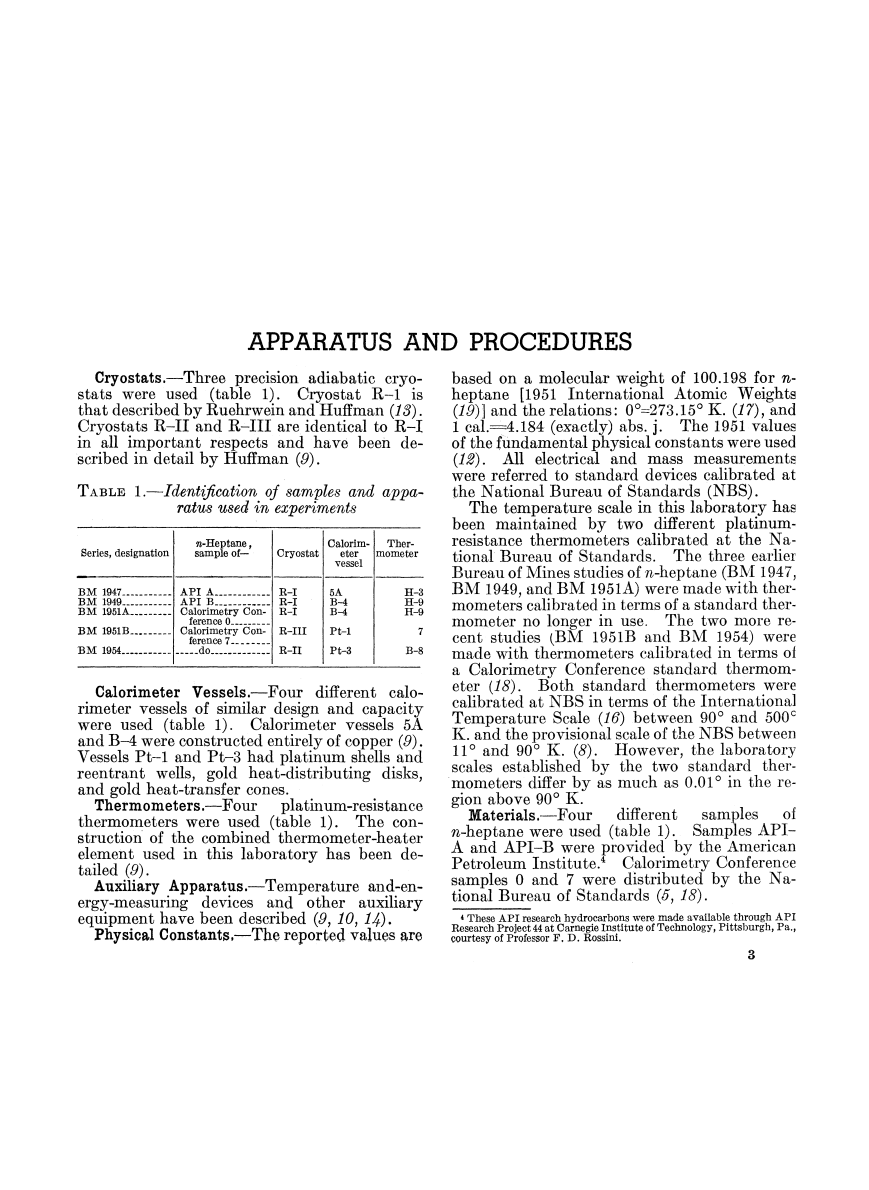 APPARATUS AND PROCEDURES
Cryostats.—Three precision adiabatic cryo-
stats were used (table 1). Cryostat R–1 is
that described by Ruehrwein and Huffman (13).
Cryostats R–II and R–III are identical to R–I
in all important respects and have been de-
scribed in detail by Huffman (9).
TABLE 1.—Identification of samples and appa-
ratus used in experiments
Series, designation | n-Heptane, sample of— | Cryostat | Calorim-eter vessel | Ther-mometer
BM 1947----------- | API A------------ | R–I | 5A | H–3
BM 1949----------- | API B------------ | R–I | B–4 | H–9
BM 1951A--------- | Calorimetry Con- | R–I | B–4 | H–9
ference 0--------
BM 1951B--------- | Calorimetry Con- | R–III | Pt–1 | 7
ference 7--------
BM 1954----------- | -----do------------- | R–II | Pt–3 | B–8
Calorimeter Vessels.—Four different calo-
rimeter vessels of similar design and capacity
were used (table 1). Calorimeter vessels 5A
and B–4 were constructed entirely of copper (9).
Vessels Pt–1 and Pt–3 had platinum shells and
reentrant wells, gold heat-distributing disks,
and gold heat-transfer cones.
Thermometers.—Four platinum-resistance
thermometers were used (table 1). The con-
struction of the combined thermometer-heater
element used in this laboratory has been de-
tailed (9).
Auxiliary Apparatus.—Temperature and-en-
ergy-measuring devices and other auxiliary
equipment have been described (9, 10, 14).
Physical Constants.—The reported values are
based on a molecular weight of 100.198 for n-
heptane [1951 International Atomic Weights
(19)] and the relations: 0°=273.15° K. (17), and
1 cal.=4.184 (exactly) abs. j. The 1951 values
of the fundamental physical constants were used
(12). All electrical and mass measurements
were referred to standard devices calibrated at
the National Bureau of Standards (NBS).
The temperature scale in this laboratory has
been maintained by two different platinum-
resistance thermometers calibrated at the Na-
tional Bureau of Standards. The three earlier
Bureau of Mines studies of n-heptane (BM 1947,
BM 1949, and BM 1951A) were made with ther-
mometers calibrated in terms of a standard ther-
mometer no longer in use. The two more re-
cent studies (BM 1951B and BM 1954) were
made with thermometers calibrated in terms of
a Calorimetry Conference standard thermom-
eter (18). Both standard thermometers were
calibrated at NBS in terms of the International
Temperature Scale (16) between 90° and 500°
K. and the provisional scale of the NBS between
11° and 90° K. (8). However, the laboratory
scales established by the two standard ther-
mometers differ by as much as 0.01° in the re-
gion above 90° K.
Materials.—Four different samples of
n-heptane were used (table 1). Samples API–
A and API–B were provided by the American
Petroleum Institute.⁴ Calorimetry Conference
samples 0 and 7 were distributed by the Na-
tional Bureau of Standards (5, 18).
⁴ These API research hydrocarbons were made available through API
Research Project 44 at Carnegie Institute of Technology, Pittsburgh, Pa.,
courtesy of Professor F. D. Rossini.
3